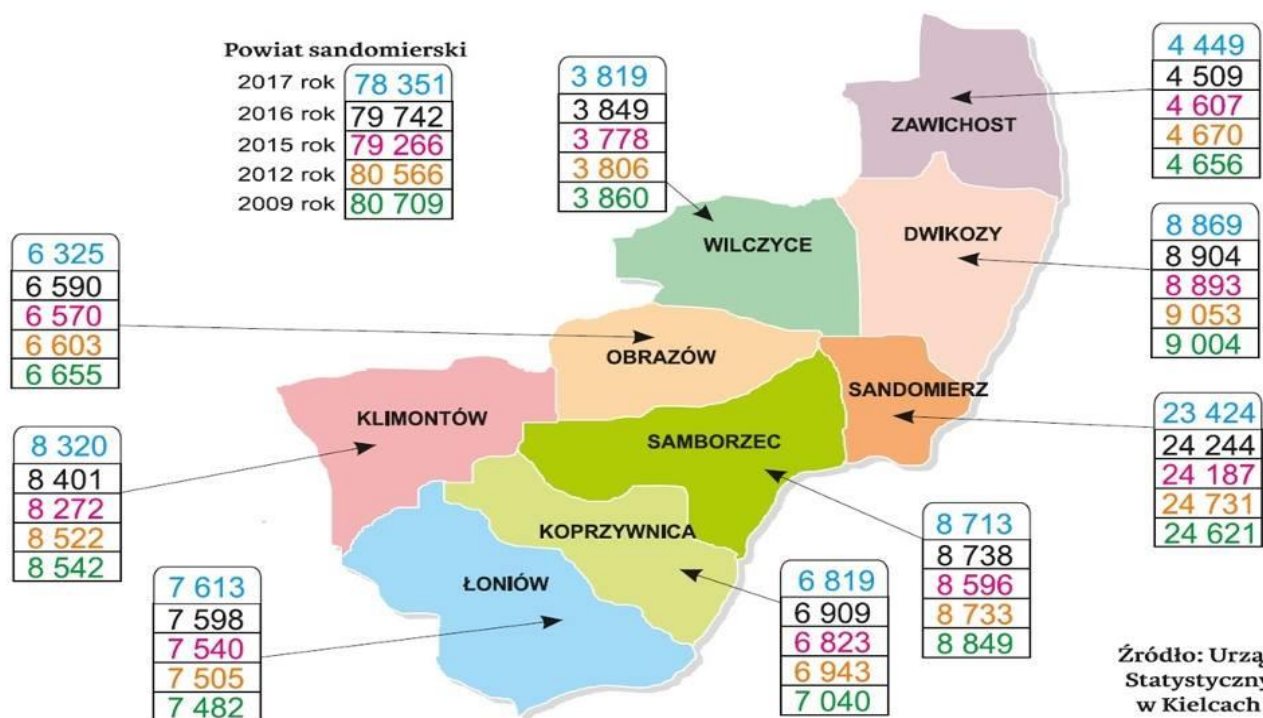 Powiat sandomierski
2017 rok 78 351
2016 rok 79 742
2015 rok 79 266
2012 rok 80 566
2009 rok 80 709
3 819
3 849
3 778
3 806
3 860
4 449
4 509
4 607
4 670
4 656
ZAWICHOST
WILCZYCE
DWIKOZY
8 869
8 904
8 893
9 053
9 004
6 325
6 590
6 570
6 603
6 655
OBRAZÓW
SANDOMIERZ
KLIMONTÓW
SAMBORZEC
23 424
24 244
24 187
24 731
24 621
8 320
8 401
8 272
8 522
8 542
KOPRZYWNICA
ŁONIÓW
8 713
8 738
8 596
8 733
8 849
7 613
7 598
7 540
7 505
7 482
6 819
6 909
6 823
6 943
7 040
Źródło: Urzą
Statystyczny
w Kielcach